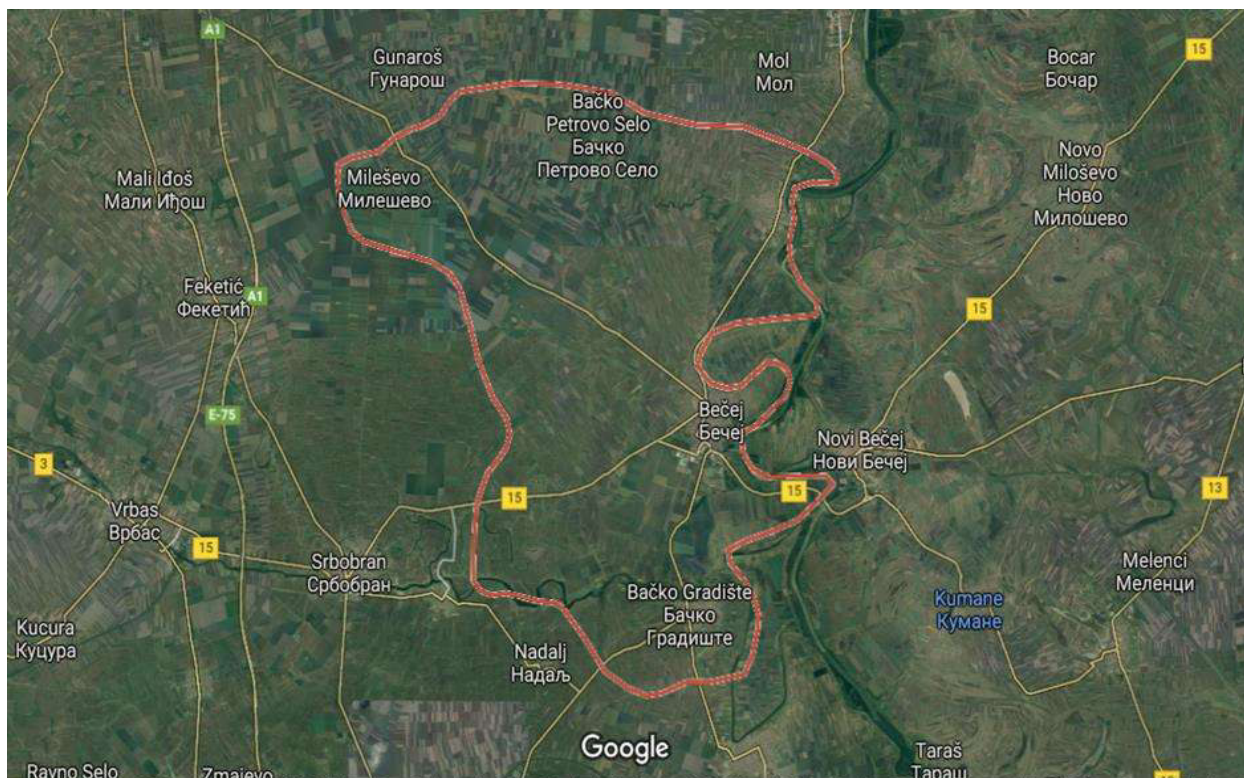 A1
Gunaroš
Гунарош
Mol
Мол
Bocar
Бочар
15
Bačko
Petrovo Selo
Бачко
Петрово Село
Mali Iđoš
Мали Иђош
Mileševo
Милешево
Novo
Miloševo
Ново
Милошево
Feketić
Фекетић
A1
15
E-75
Bečej
Бечеј
Novi Bečej
Нови Бечеј
3
15
15
13
Vrbas
Врбас
15
Srbobran
Србобран
Melenci
Меленци
Bačko Gradište
Бачко
Градиште
Kumane
Кумане
Kucura
Куцура
Nadalj
Надаљ
Google
Taraš
Тараш
Ravno Selo
Zmajevo